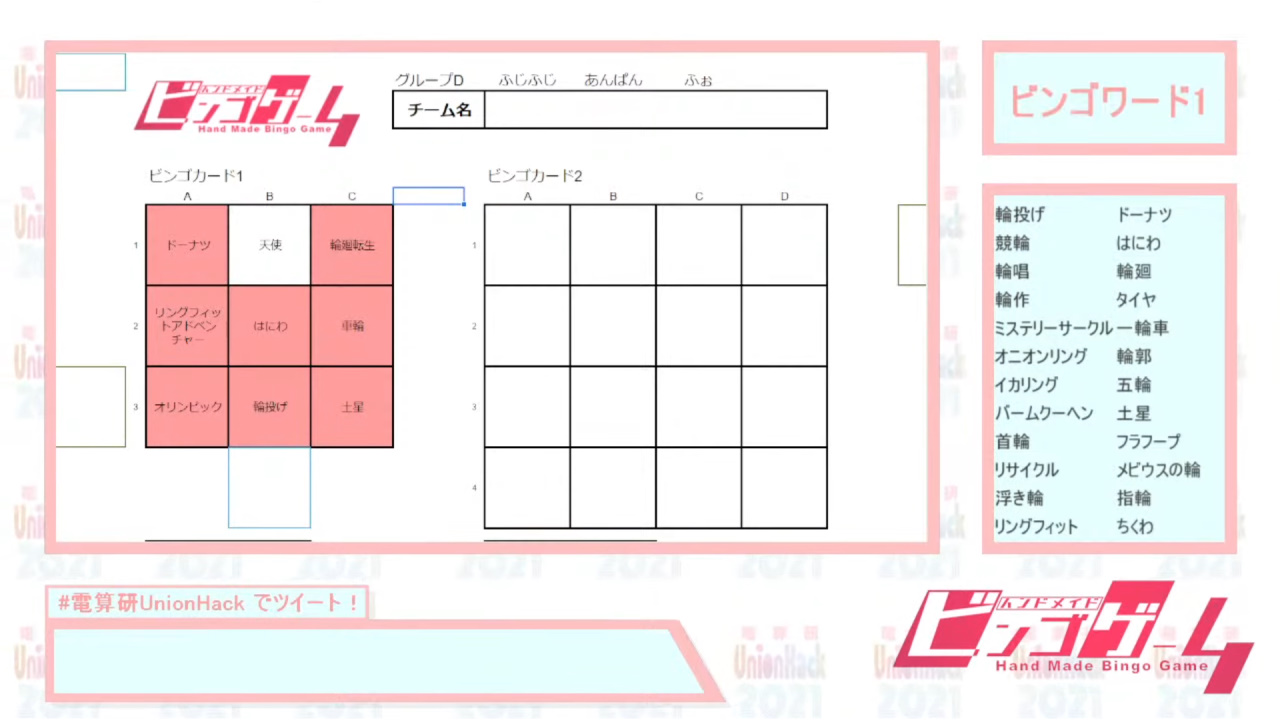 グループD ふじふじ あんぱん ふぉ
ハンドメイド
ビンゴゲーム
Hand Made Bingo Game
チーム名
ビンゴカード1
A B C
1 ドーナツ 天使 輪廻転生
2 リングフィットアドベンチャー はにわ 車輪
3 オリンピック 輪投げ 土星
ビンゴカード2
A B C D
1
2
3
4
ビンゴワード1
輪投げ ドーナツ
競輪 はにわ
輪唱 輪廻
輪作 タイヤ
ミステリーサークル 一輪車
オニオンリング 輪郭
イカリング 五輪
バームクーヘン 土星
首輪 フラフープ
リサイクル メビウスの輪
浮き輪 指輪
リングフィット ちくわ
#電算研UnionHack でツイート！
電算研
UnionHack
2021
ハンドメイド
ビンゴゲーム
Hand Made Bingo Game